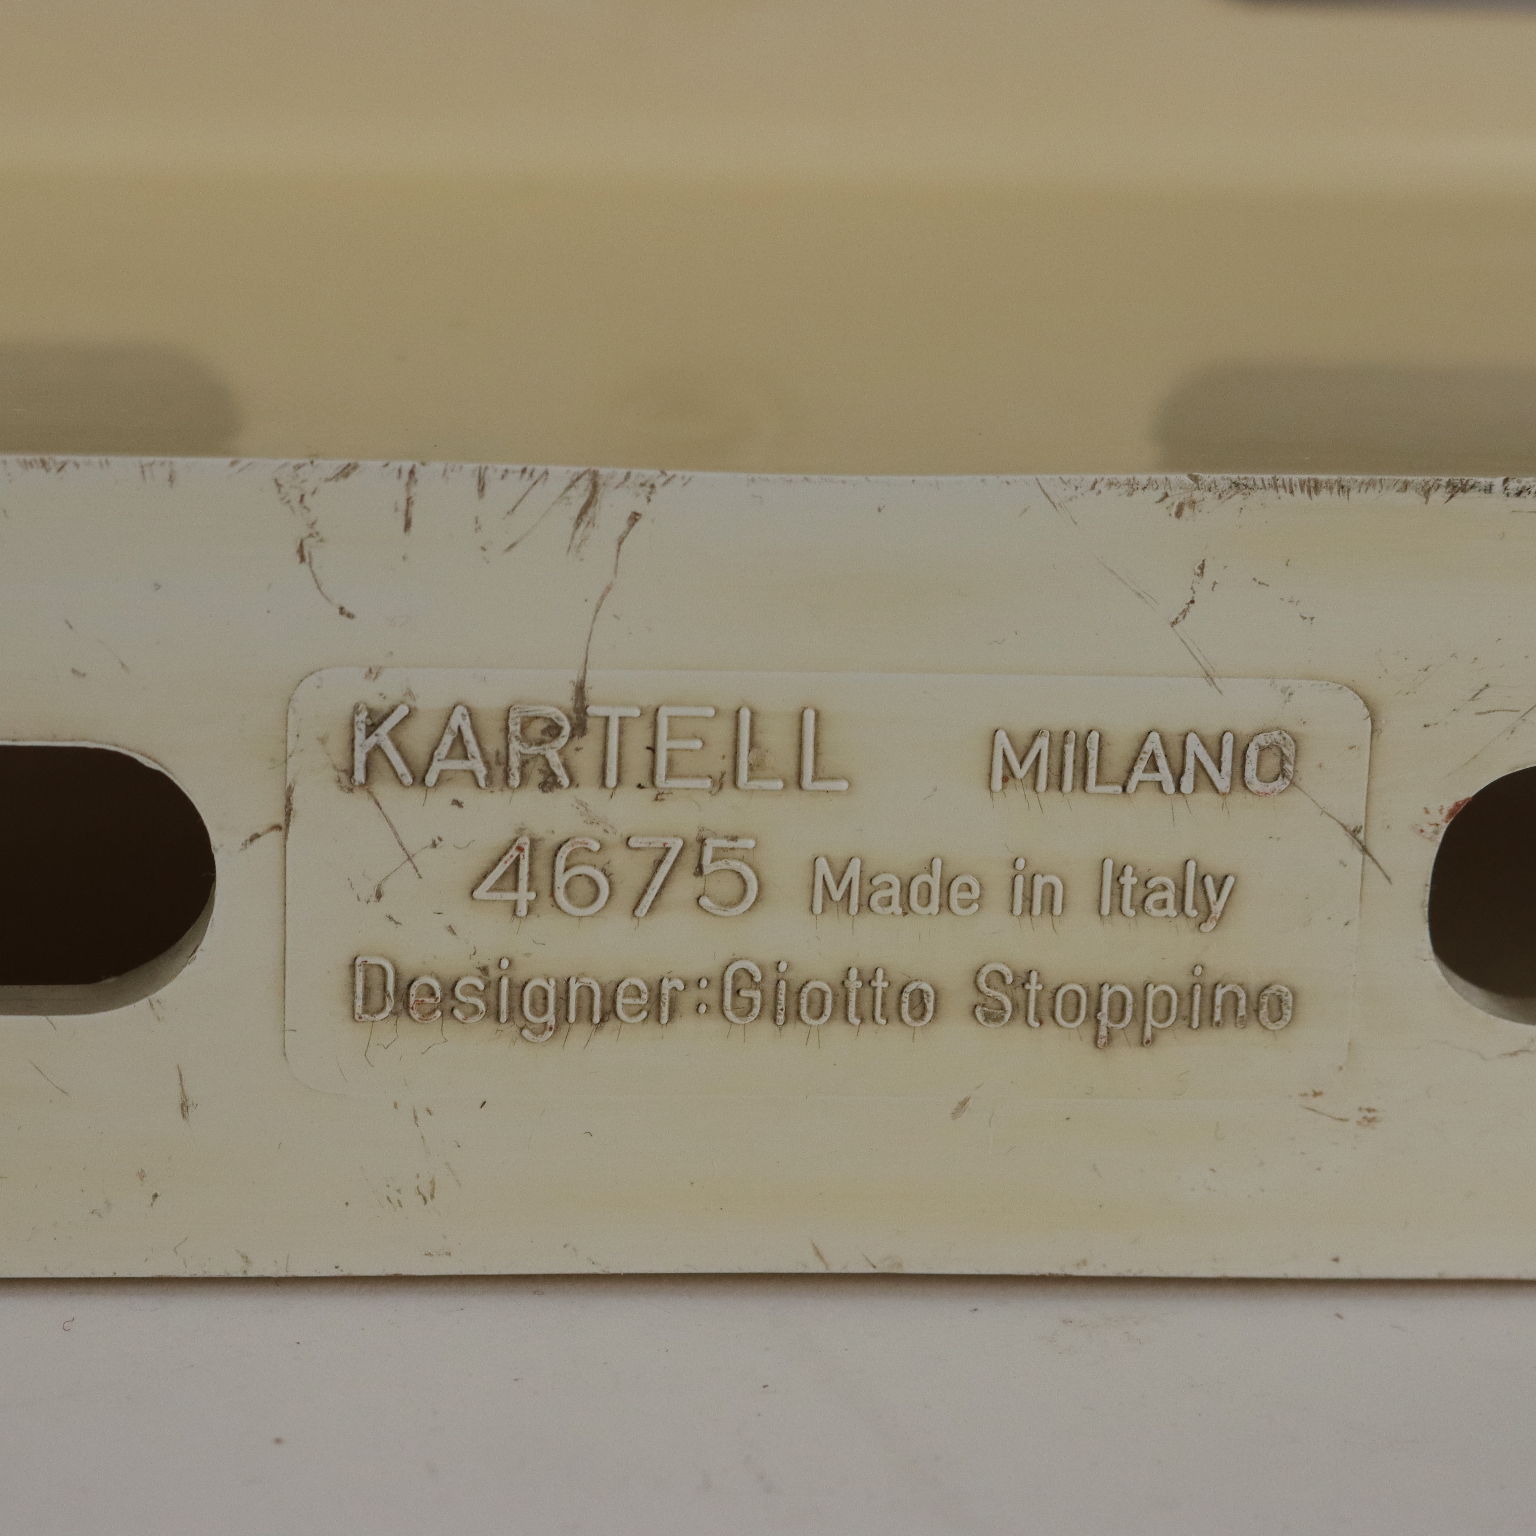 KARTELL MILANO
4675 Made in Italy
Designer:Giotto Stoppino